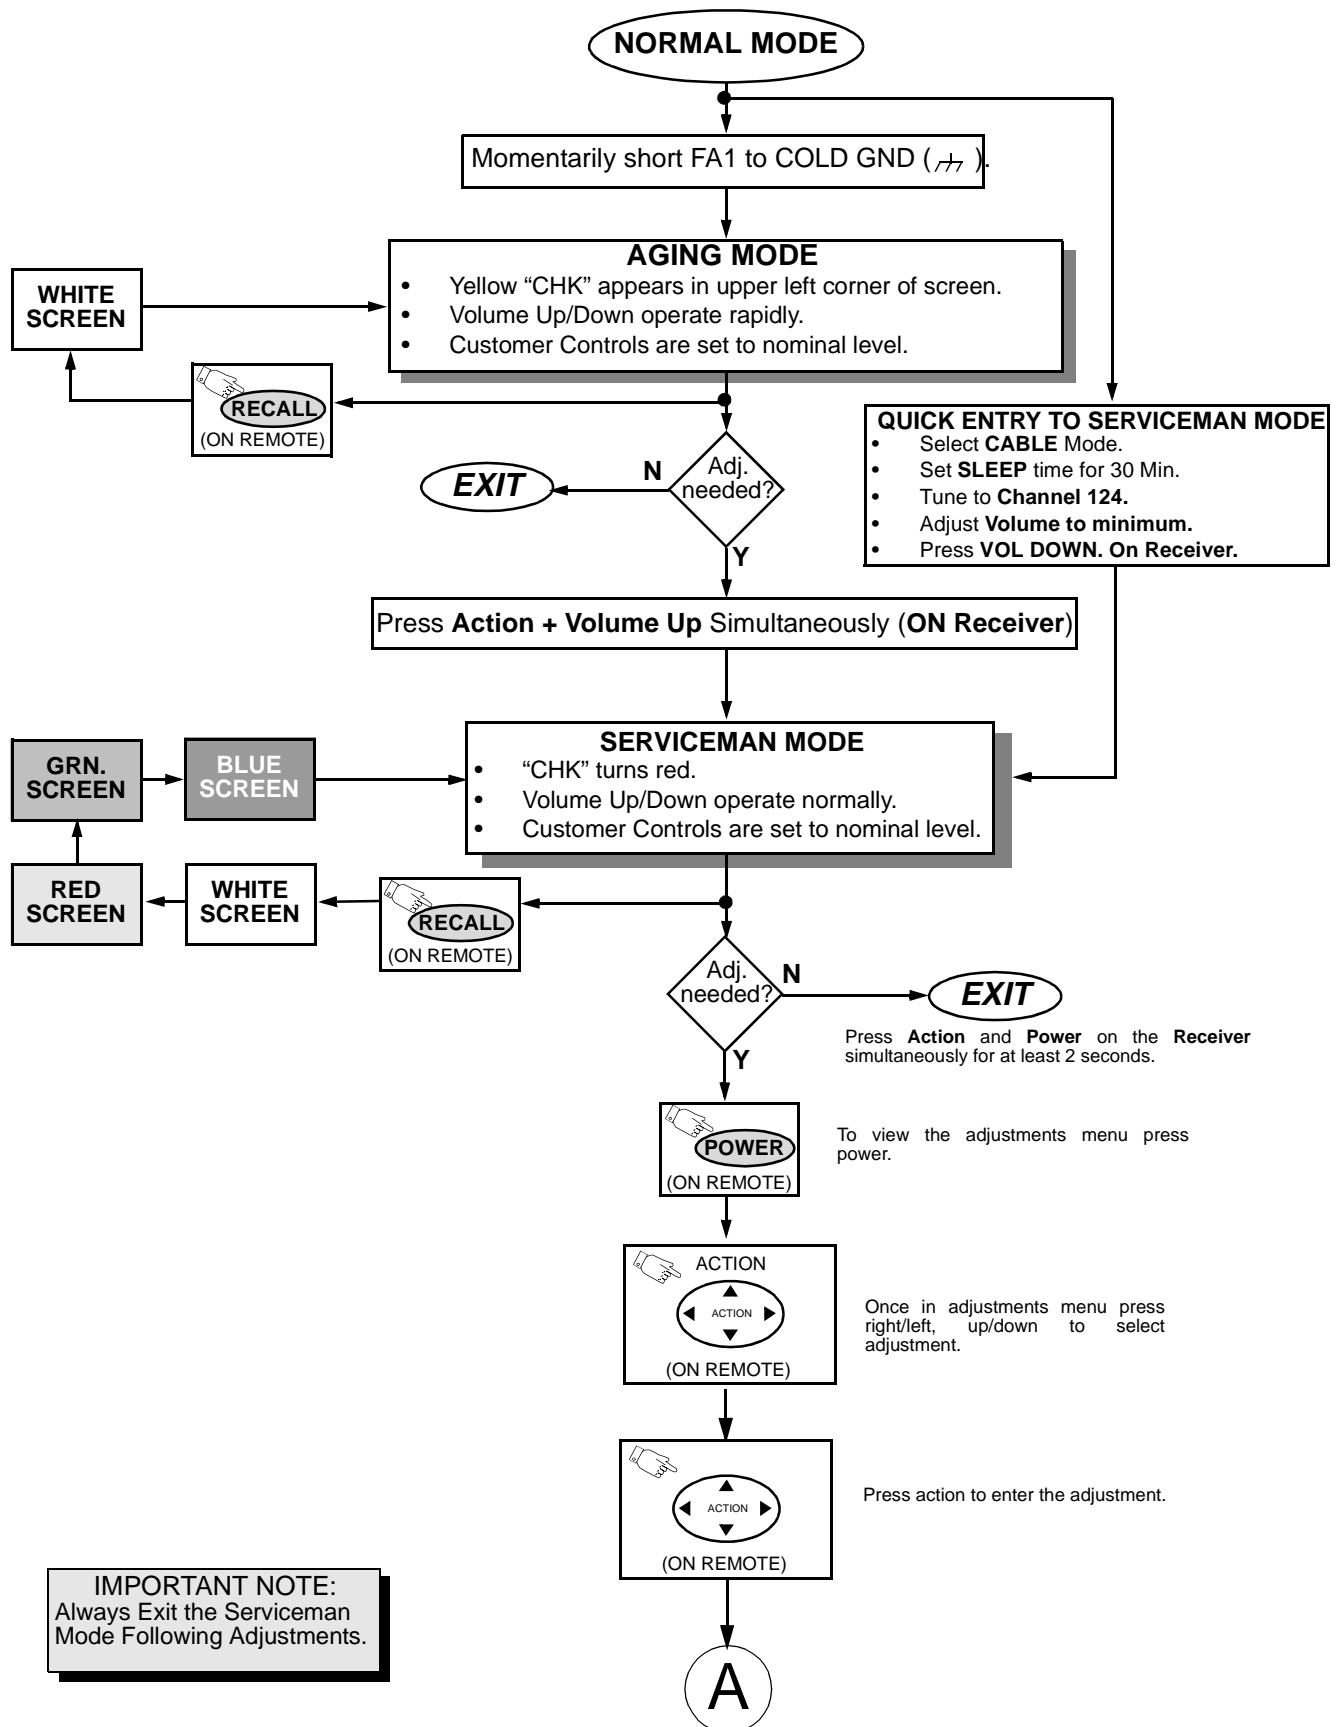 NORMAL MODE
Momentarily short FA1 to COLD GND ( ).
AGING MODE
• Yellow “CHK” appears in upper left corner of screen.
• Volume Up/Down operate rapidly.
• Customer Controls are set to nominal level.
WHITE
SCREEN
RECALL
(ON REMOTE)
QUICK ENTRY TO SERVICEMAN MODE
• Select CABLE Mode.
• Set SLEEP time for 30 Min.
• Tune to Channel 124.
• Adjust Volume to minimum.
• Press VOL DOWN. On Receiver.
Adj.
needed?
N
EXIT
Y
Press Action + Volume Up Simultaneously (ON Receiver)
SERVICEMAN MODE
• “CHK” turns red.
• Volume Up/Down operate normally.
• Customer Controls are set to nominal level.
GRN.
SCREEN
BLUE
SCREEN
RED
SCREEN
WHITE
SCREEN
RECALL
(ON REMOTE)
Adj.
needed?
N
EXIT
Press Action and Power on the Receiver
simultaneously for at least 2 seconds.
Y
POWER
(ON REMOTE)
To view the adjustments menu press
power.
ACTION
ACTION
(ON REMOTE)
Once in adjustments menu press
right/left, up/down to select
adjustment.
ACTION
(ON REMOTE)
Press action to enter the adjustment.
IMPORTANT NOTE:
Always Exit the Serviceman
Mode Following Adjustments.
A